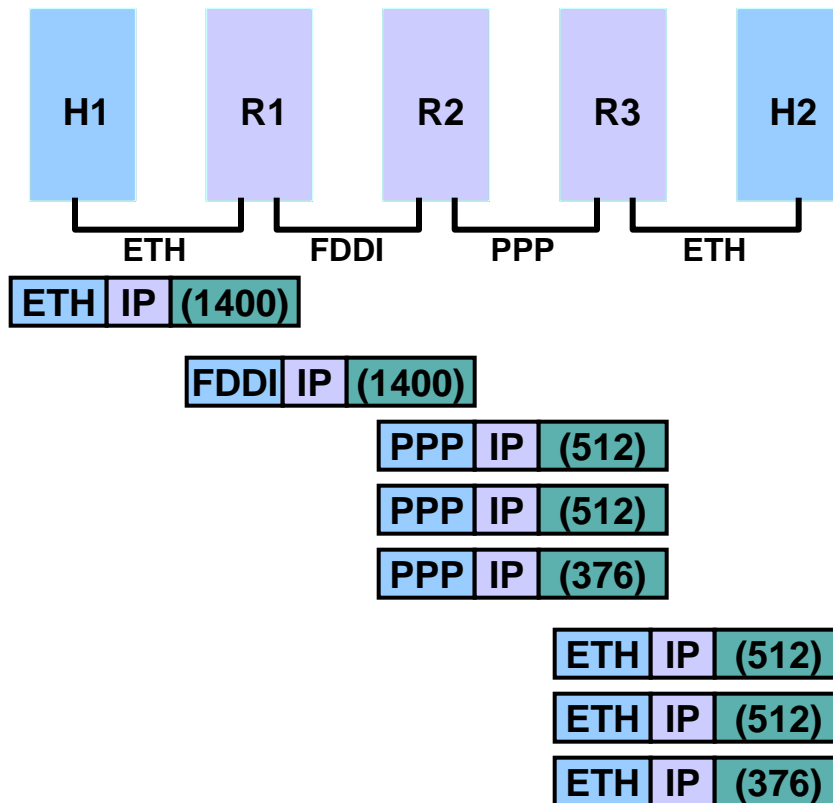 H1 R1 R2 R3 H2
ETH FDDI PPP ETH
ETH IP (1400)
FDDI IP (1400)
PPP IP (512)
PPP IP (512)
PPP IP (376)
ETH IP (512)
ETH IP (512)
ETH IP (376)